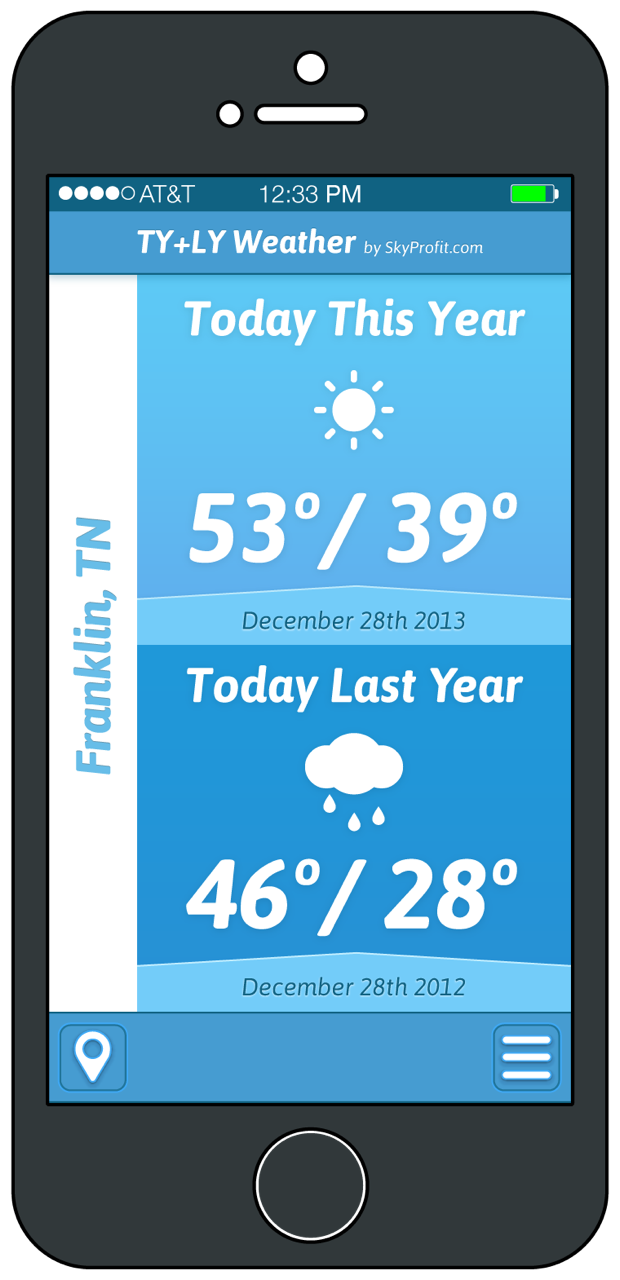 AT&T 12:33 PM
TY+LY Weather by SkyProfit.com
Franklin, TN
Today This Year
53°/ 39°
December 28th 2013
Today Last Year
46°/ 28°
December 28th 2012